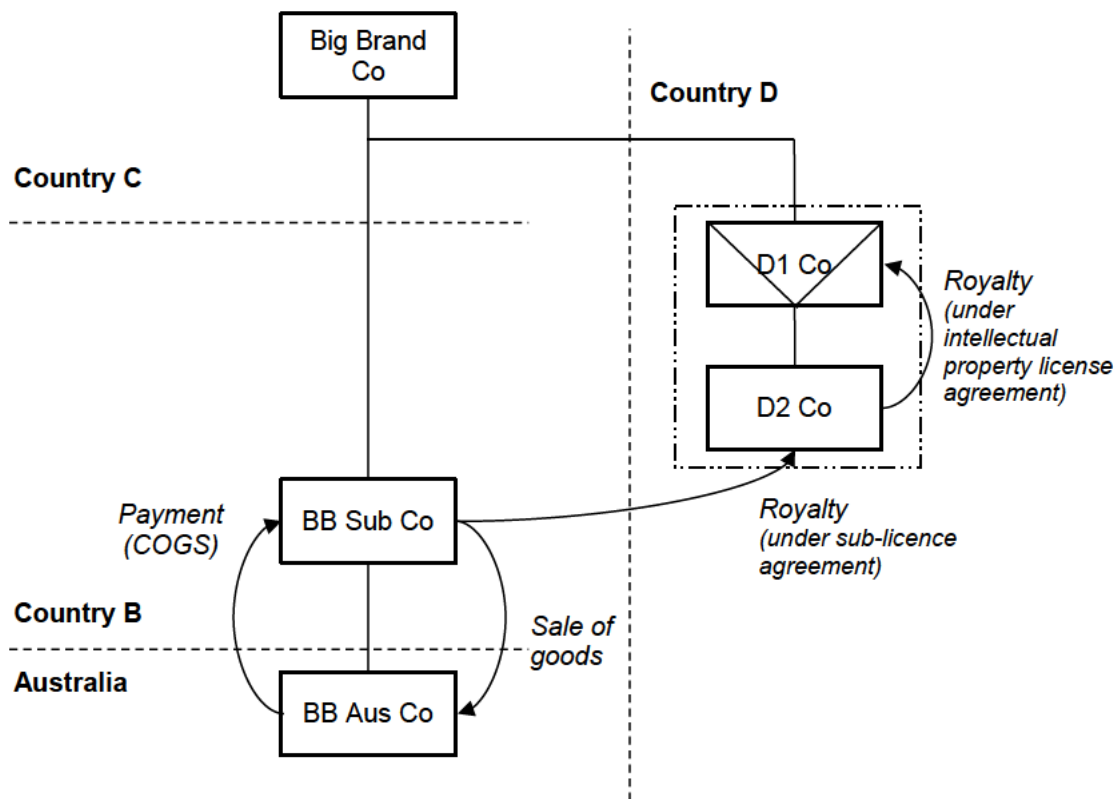 Big Brand
Co
Country D
Country C
D1 Co
Royalty
(under
intellectual
property license
agreement)
D2 Co
Payment
(COGS)
BB Sub Co
Royalty
(under sub-licence
agreement)
Country B
Sale of
goods
Australia
BB Aus Co